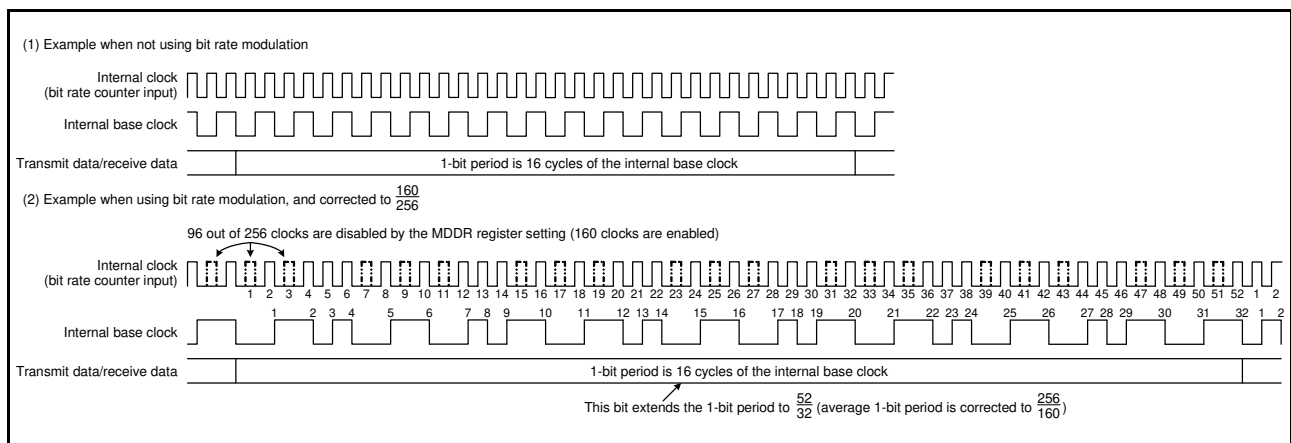 (1) Example when not using bit rate modulation
Internal clock
(bit rate counter input)
Internal base clock
Transmit data/receive data
1-bit period is 16 cycles of the internal base clock
(2) Example when using bit rate modulation, and corrected to 160/256
96 out of 256 clocks are disabled by the MDDR register setting (160 clocks are enabled)
Internal clock
(bit rate counter input)
1 2 3 4 5 6 7 8 9 10 11 12 13 14 15 16 17 18 19 20 21 22 23 24 25 26 27 28 29 30 31 32 33 34 35 36 37 38 39 40 41 42 43 44 45 46 47 48 49 50 51 52 1 2
1 2 3 4 5 6 7 8 9 10 11 12 13 14 15 16 17 18 19 20 21 22 23 24 25 26 27 28 29 30 31 32 1 2
Internal base clock
Transmit data/receive data
1-bit period is 16 cycles of the internal base clock
This bit extends the 1-bit period to 52/32 (average 1-bit period is corrected to 256/160)